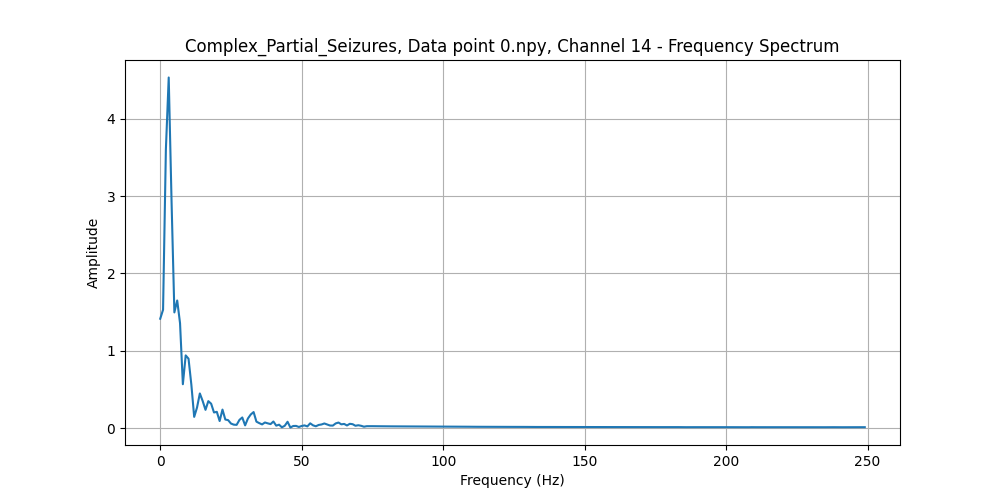 Complex_Partial_Seizures, Data point 0.npy, Channel 14 - Frequency Spectrum
4
3
2
1
0
Amplitude
0 50 100 150 200 250
Frequency (Hz)